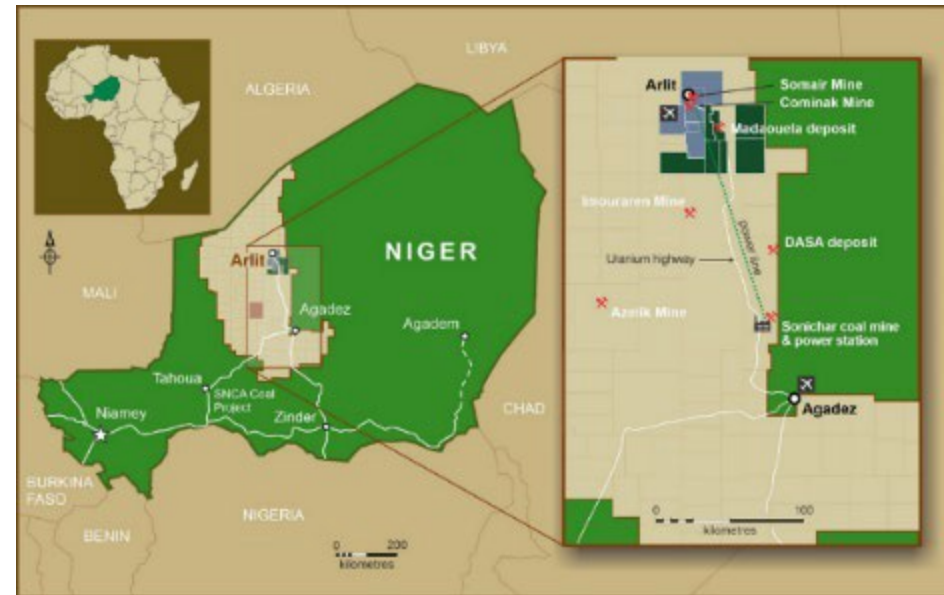 LIBYA
ALGERIA
NIGER
MALI
Arlit
Agadez
Agadem
Tahoua
SNCA Coal
Project
Niamey
Zinder
CHAD
BURKINA
FASO
BENIN
NIGERIA
0 200
kilometres
Arlit
Somair Mine
Cominak Mine
Madaouela deposit
Imouraren Mine
DASA deposit
Uranium highway
power line
Azelik Mine
Sonichar coal mine
& power station
Agadez
0 100
kilometres